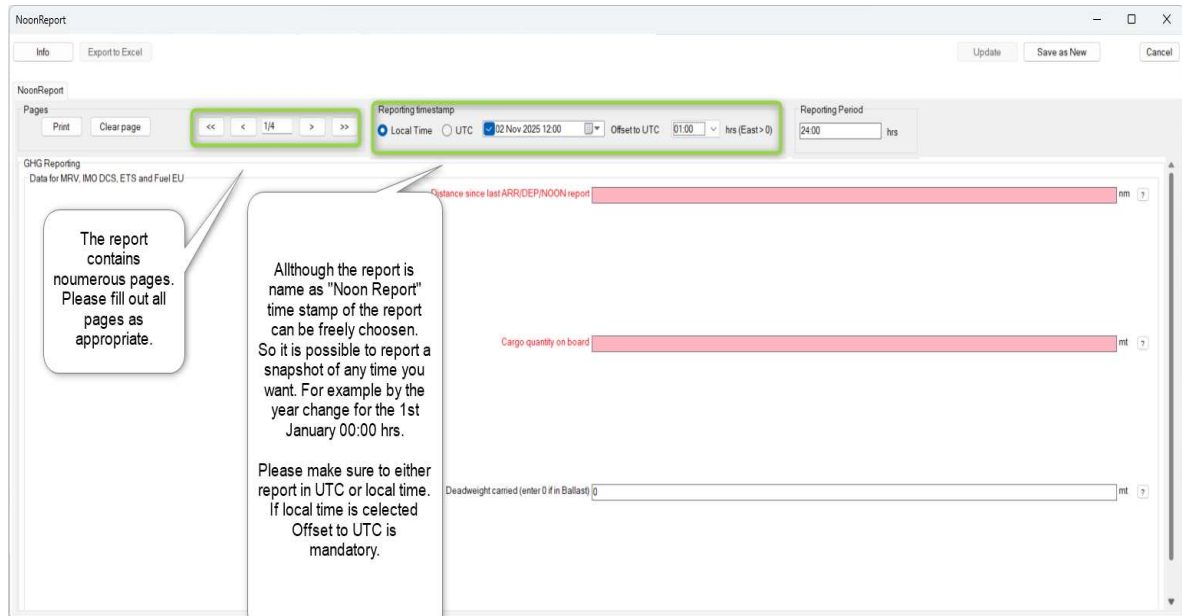 NoonReport
Info Export to Excel Update Save as New Cancel
NoonReport
Pages
Print Clear page << < 1/4 > >>
Reporting timestamp
Local Time UTC 02 Nov 2025 12:00 Offset to UTC 01:00 hrs (East > 0)
Reporting Period
24:00 hrs
GHG Reporting
Data for MRV, IMO DCS, ETS and Fuel EU
Distance since last ARR/DEP/NOON report nm ?
Cargo quantity on board mt ?
Deadweight carried (enter 0 if in Ballast) 0 mt ?
The report
contains
noumerous pages.
Please fill out all
pages as
appropriate.
Allthough the report is
name as "Noon Report"
time stamp of the report
can be freely choosen.
So it is possible to report a
snapshot of any time you
want. For example by the
year change for the 1st
January 00:00 hrs.
Please make sure to either
report in UTC or local time.
If local time is celected
Offset to UTC is
mandatory.